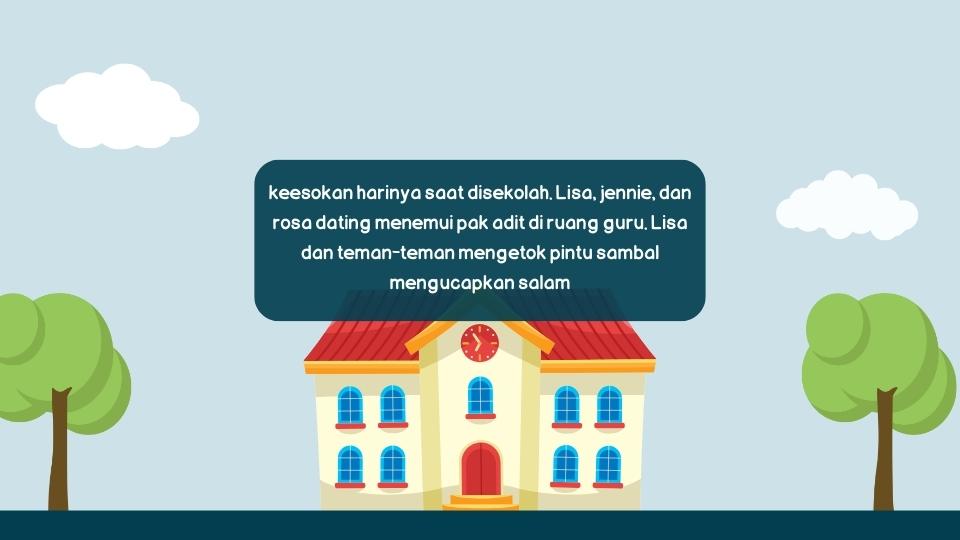 keesokan harinya saat disekolah. Lisa, jennie, dan
rosa dating menemui pak adit di ruang guru. Lisa
dan teman-teman mengetok pintu sambal
mengucapkan salam